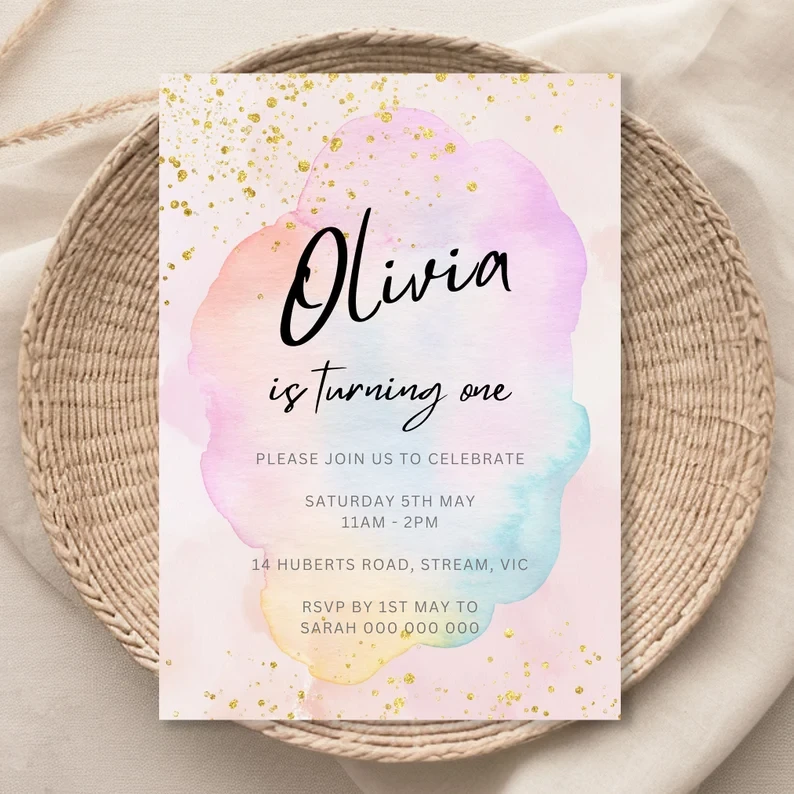 Olivia
is turning one
PLEASE JOIN US TO CELEBRATE
SATURDAY 5TH MAY
11AM - 2PM
14 HUBERTS ROAD, STREAM, VIC
RSVP BY 1ST MAY TO
SARAH 000 000 000